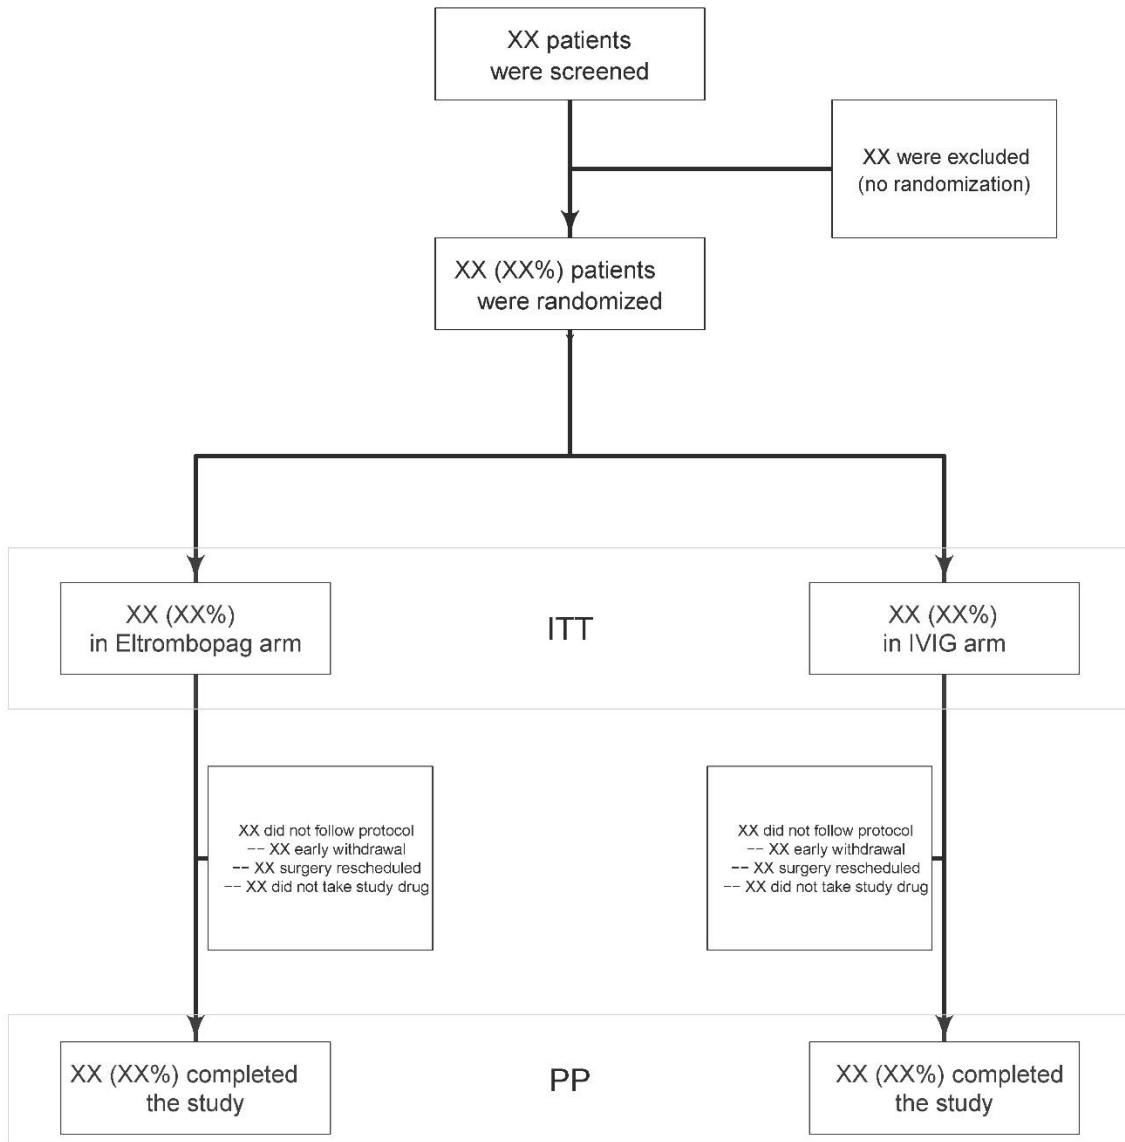 XX patients
were screened
XX were excluded
(no randomization)
XX (XX%) patients
were randomized
XX (XX%)
in Eltrombopag arm
ITT
XX (XX%)
in IVIG arm
XX did not follow protocol
-- XX early withdrawal
-- XX surgery rescheduled
-- XX did not take study drug
XX did not follow protocol
-- XX early withdrawal
-- XX surgery rescheduled
-- XX did not take study drug
XX (XX%) completed
the study
PP
XX (XX%) completed
the study